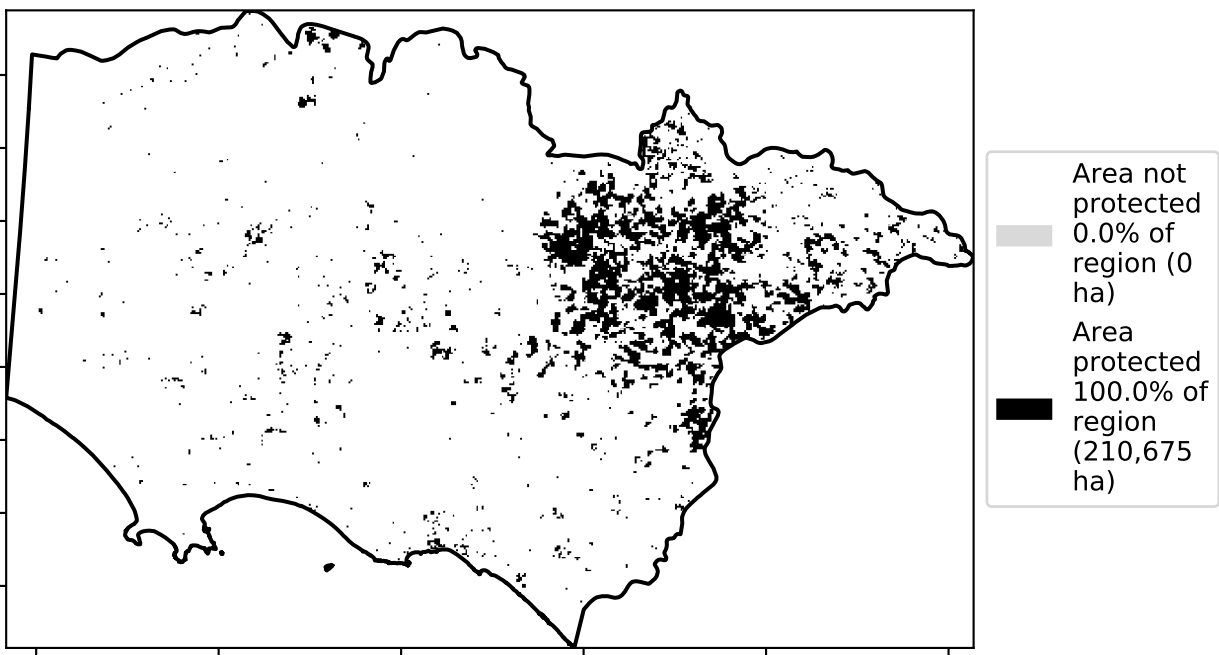 Area not
protected
0.0% of
region (0
ha)
Area
protected
100.0% of
region
(210,675
ha)